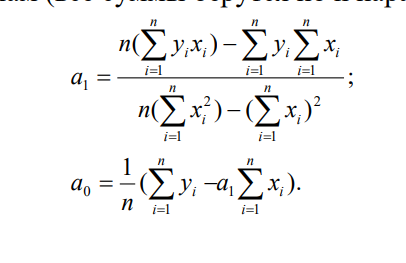 a₁ = (n(∑ᵢ₌₁ⁿ yᵢxᵢ) − ∑ᵢ₌₁ⁿ yᵢ ∑ᵢ₌₁ⁿ xᵢ) / (n(∑ᵢ₌₁ⁿ xᵢ²) − (∑ᵢ₌₁ⁿ xᵢ)²);
a₀ = 1/n (∑ᵢ₌₁ⁿ yᵢ − a₁ ∑ᵢ₌₁ⁿ xᵢ).